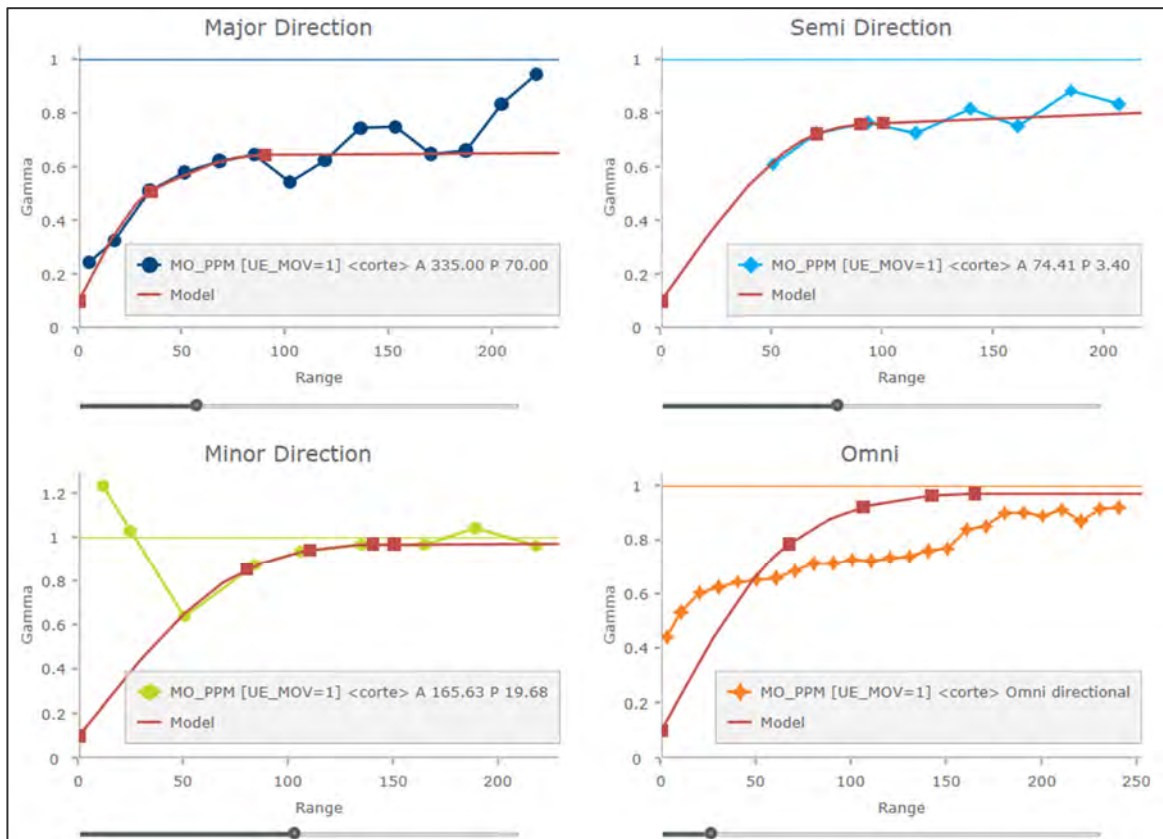 Major Direction
1
0.8
0.6
0.4
0.2
0
Gamma
MO_PPM [UE_MOV=1] <corte> A 335.00 P 70.00
Model
0 50 100 150 200
Range
Semi Direction
1
0.8
0.6
0.4
0.2
0
Gamma
MO_PPM [UE_MOV=1] <corte> A 74.41 P 3.40
Model
0 50 100 150 200
Range
Minor Direction
1.2
1
0.8
0.6
0.4
0.2
0
Gamma
MO_PPM [UE_MOV=1] <corte> A 165.63 P 19.68
Model
0 50 100 150 200
Range
Omni
1
0.8
0.6
0.4
0.2
0
Gamma
MO_PPM [UE_MOV=1] <corte> Omni directional
Model
0 50 100 150 200 250
Range